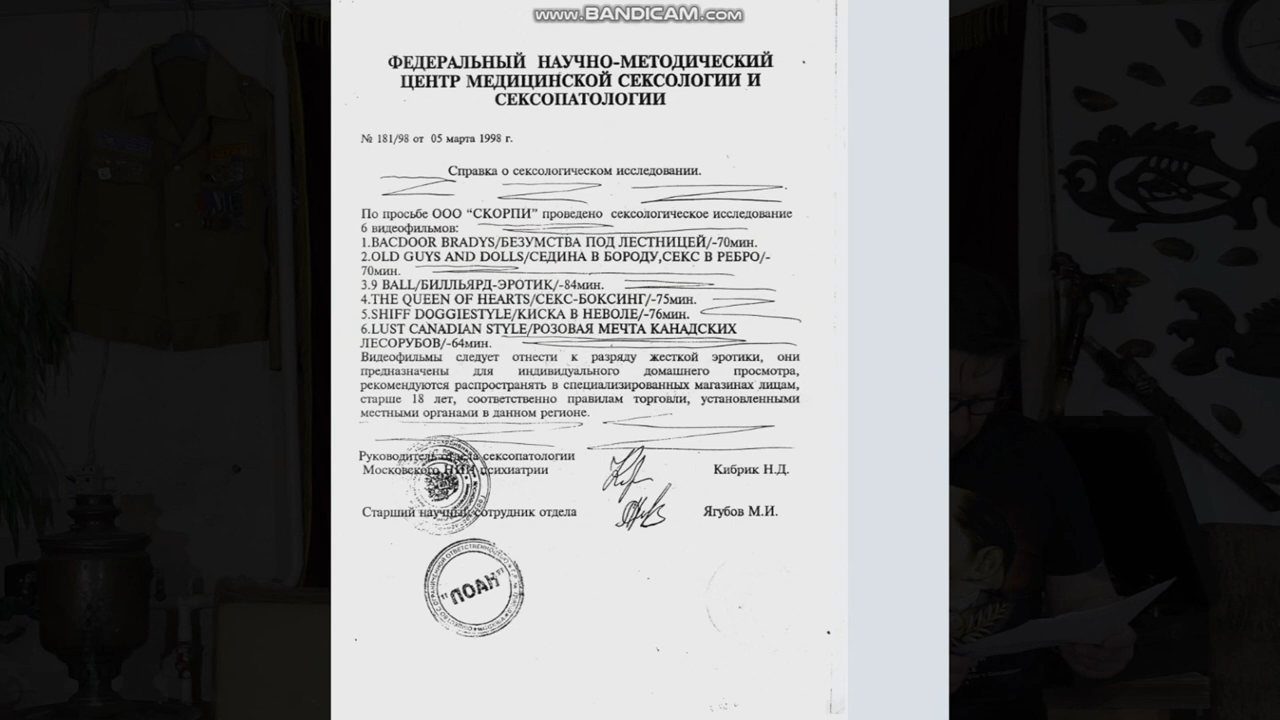 www.BANDICAM.com
ФЕДЕРАЛЬНЫЙ НАУЧНО-МЕТОДИЧЕСКИЙ
ЦЕНТР МЕДИЦИНСКОЙ СЕКСОЛОГИИ И
СЕКСОПАТОЛОГИИ
№ 181/98 от 05 марта 1998 г.
Справка о сексологическом исследовании.
По просьбе ООО “СКОРПИ” проведено сексологическое исследование
6 видеофильмов:
1.BACDOOR BRADYS/БЕЗУМСТВА ПОД ЛЕСТНИЦЕЙ/-70мин.
2.OLD GUYS AND DOLLS/СЕДИНА В БОРОДУ,СЕКС В РЕБРО/-
70мин.
3.9 BALL/БИЛЛЬЯРД-ЭРОТИК/-84мин.
4.THE QUEEN OF HEARTS/СЕКС-БОКСИНГ/-75мин.
5.SHIFF DOGGIESTYLE/КИСКА В НЕВОЛЕ/-76мин.
6.LUST CANADIAN STYLE/РОЗОВАЯ МЕЧТА КАНАДСКИХ
ЛЕСОРУБОВ/-64мин.
Видеофильмы следует отнести к разряду жесткой эротики, они
предназначены для индивидуального домашнего просмотра,
рекомендуются распространять в специализированных магазинах лицам,
старше 18 лет, соответственно правилам торговли, установленными
местными органами в данном регионе.
Руководитель отдела сексопатологии
Московского НИИ психиатрии Кибрик Н.Д.
Старший научный сотрудник отдела Ягубов М.И.
"ПОАН"